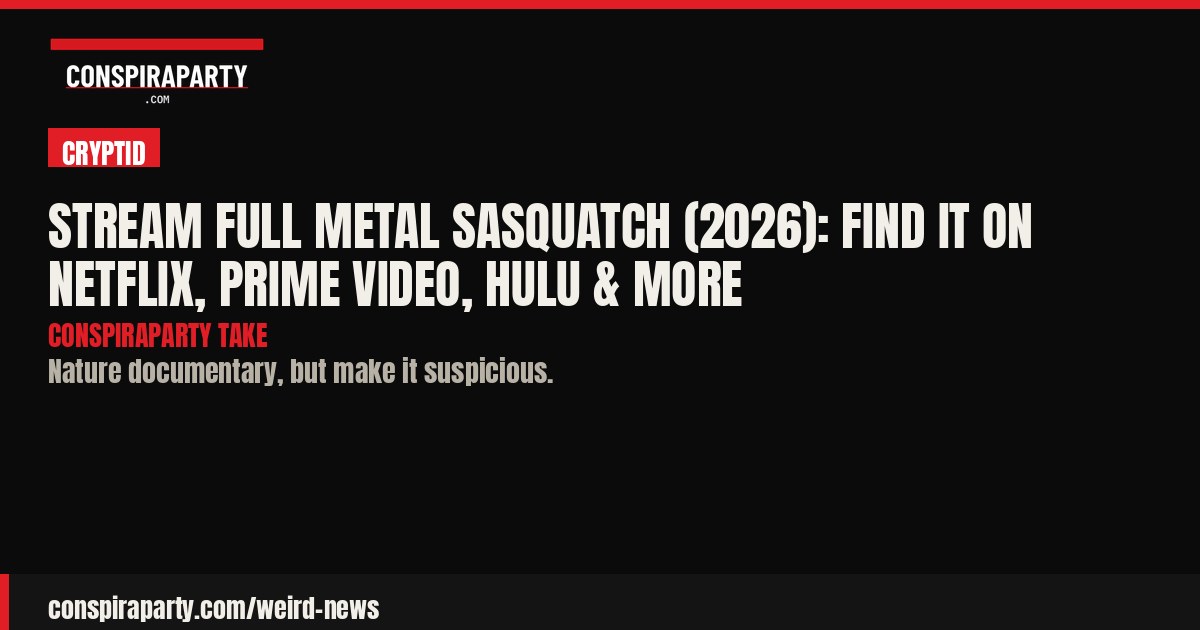 CONSPIRAPARTY
.COM
CRYPTID
STREAM FULL METAL SASQUATCH (2026): FIND IT ON
NETFLIX, PRIME VIDEO, HULU & MORE
CONSPIRAPARTY TAKE
Nature documentary, but make it suspicious.
conspiraparty.com/weird-news